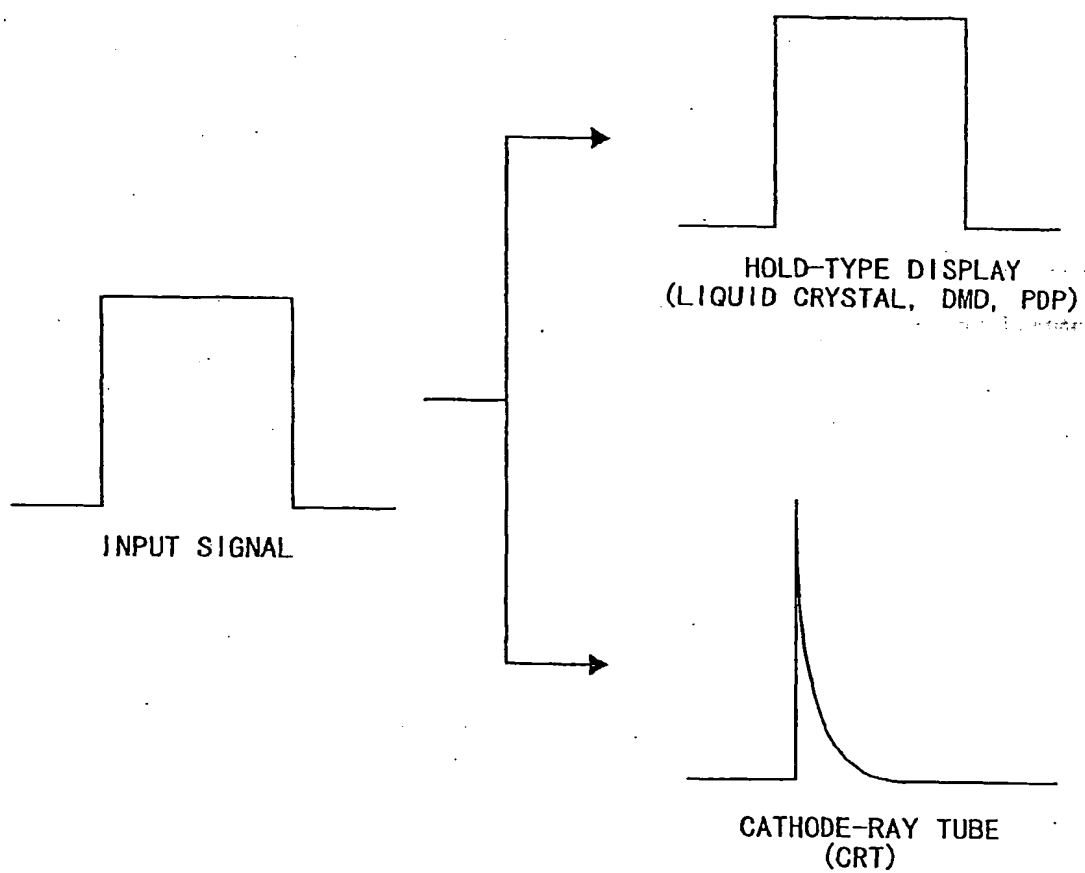 HOLD-TYPE DISPLAY
(LIQUID CRYSTAL, DMD, PDP)
INPUT SIGNAL
CATHODE-RAY TUBE
(CRT)